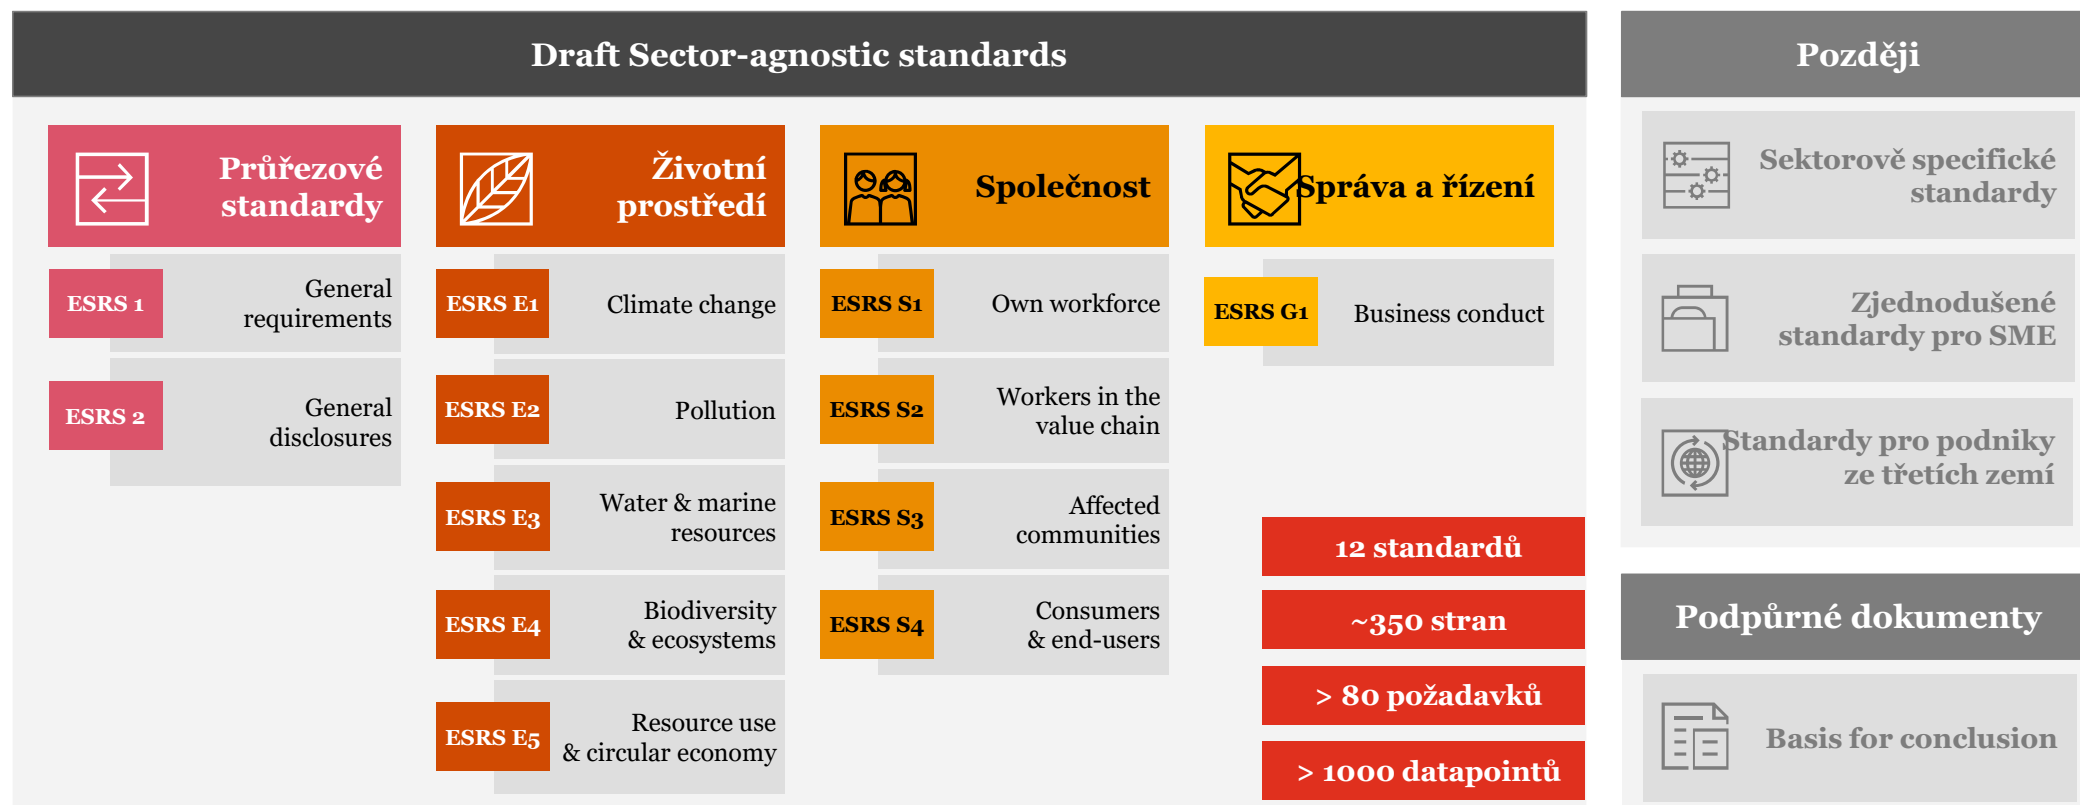 Draft Sector-agnostic standards
Průřezové
standardy
ESRS 1
General
requirements
ESRS 2
General
disclosures
Životní
prostředí
ESRS E1
Climate change
ESRS E2
Pollution
ESRS E3
Water & marine
resources
ESRS E4
Biodiversity
& ecosystems
ESRS E5
Resource use
& circular economy
Společnost
ESRS S1
Own workforce
ESRS S2
Workers in the
value chain
ESRS S3
Affected
communities
ESRS S4
Consumers
& end-users
Správa a řízení
ESRS G1
Business conduct
12 standardů
~350 stran
> 80 požadavků
> 1000 datapointů
Později
Sektorově specifické
standardy
Zjednodušené
standardy pro SME
Standardy pro podniky
ze třetích zemí
Podpůrné dokumenty
Basis for conclusion